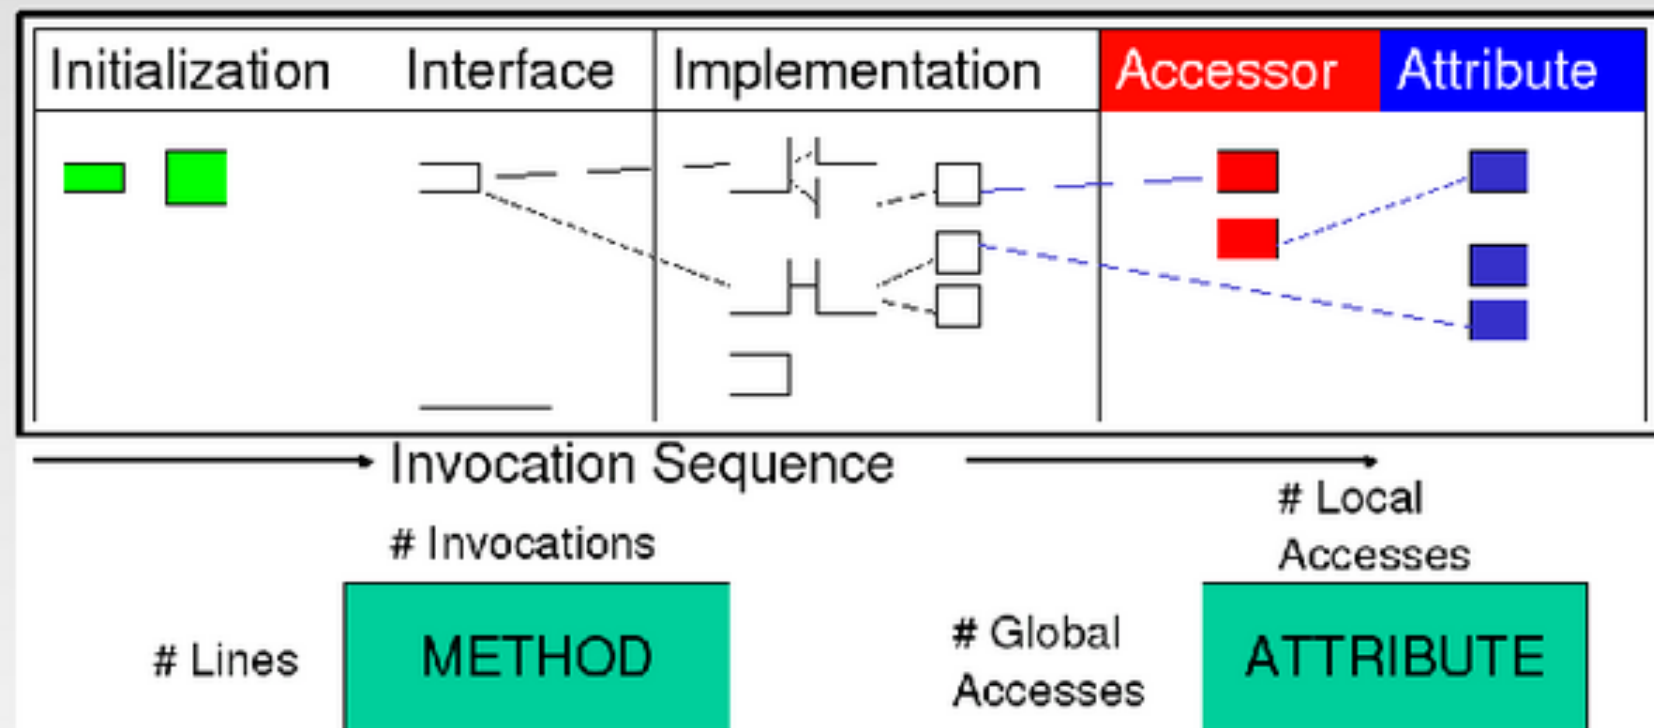 Initialization Interface Implementation Accessor Attribute
Invocation Sequence
# Local
Accesses
# Invocations
# Global
Accesses
# Lines
METHOD
ATTRIBUTE